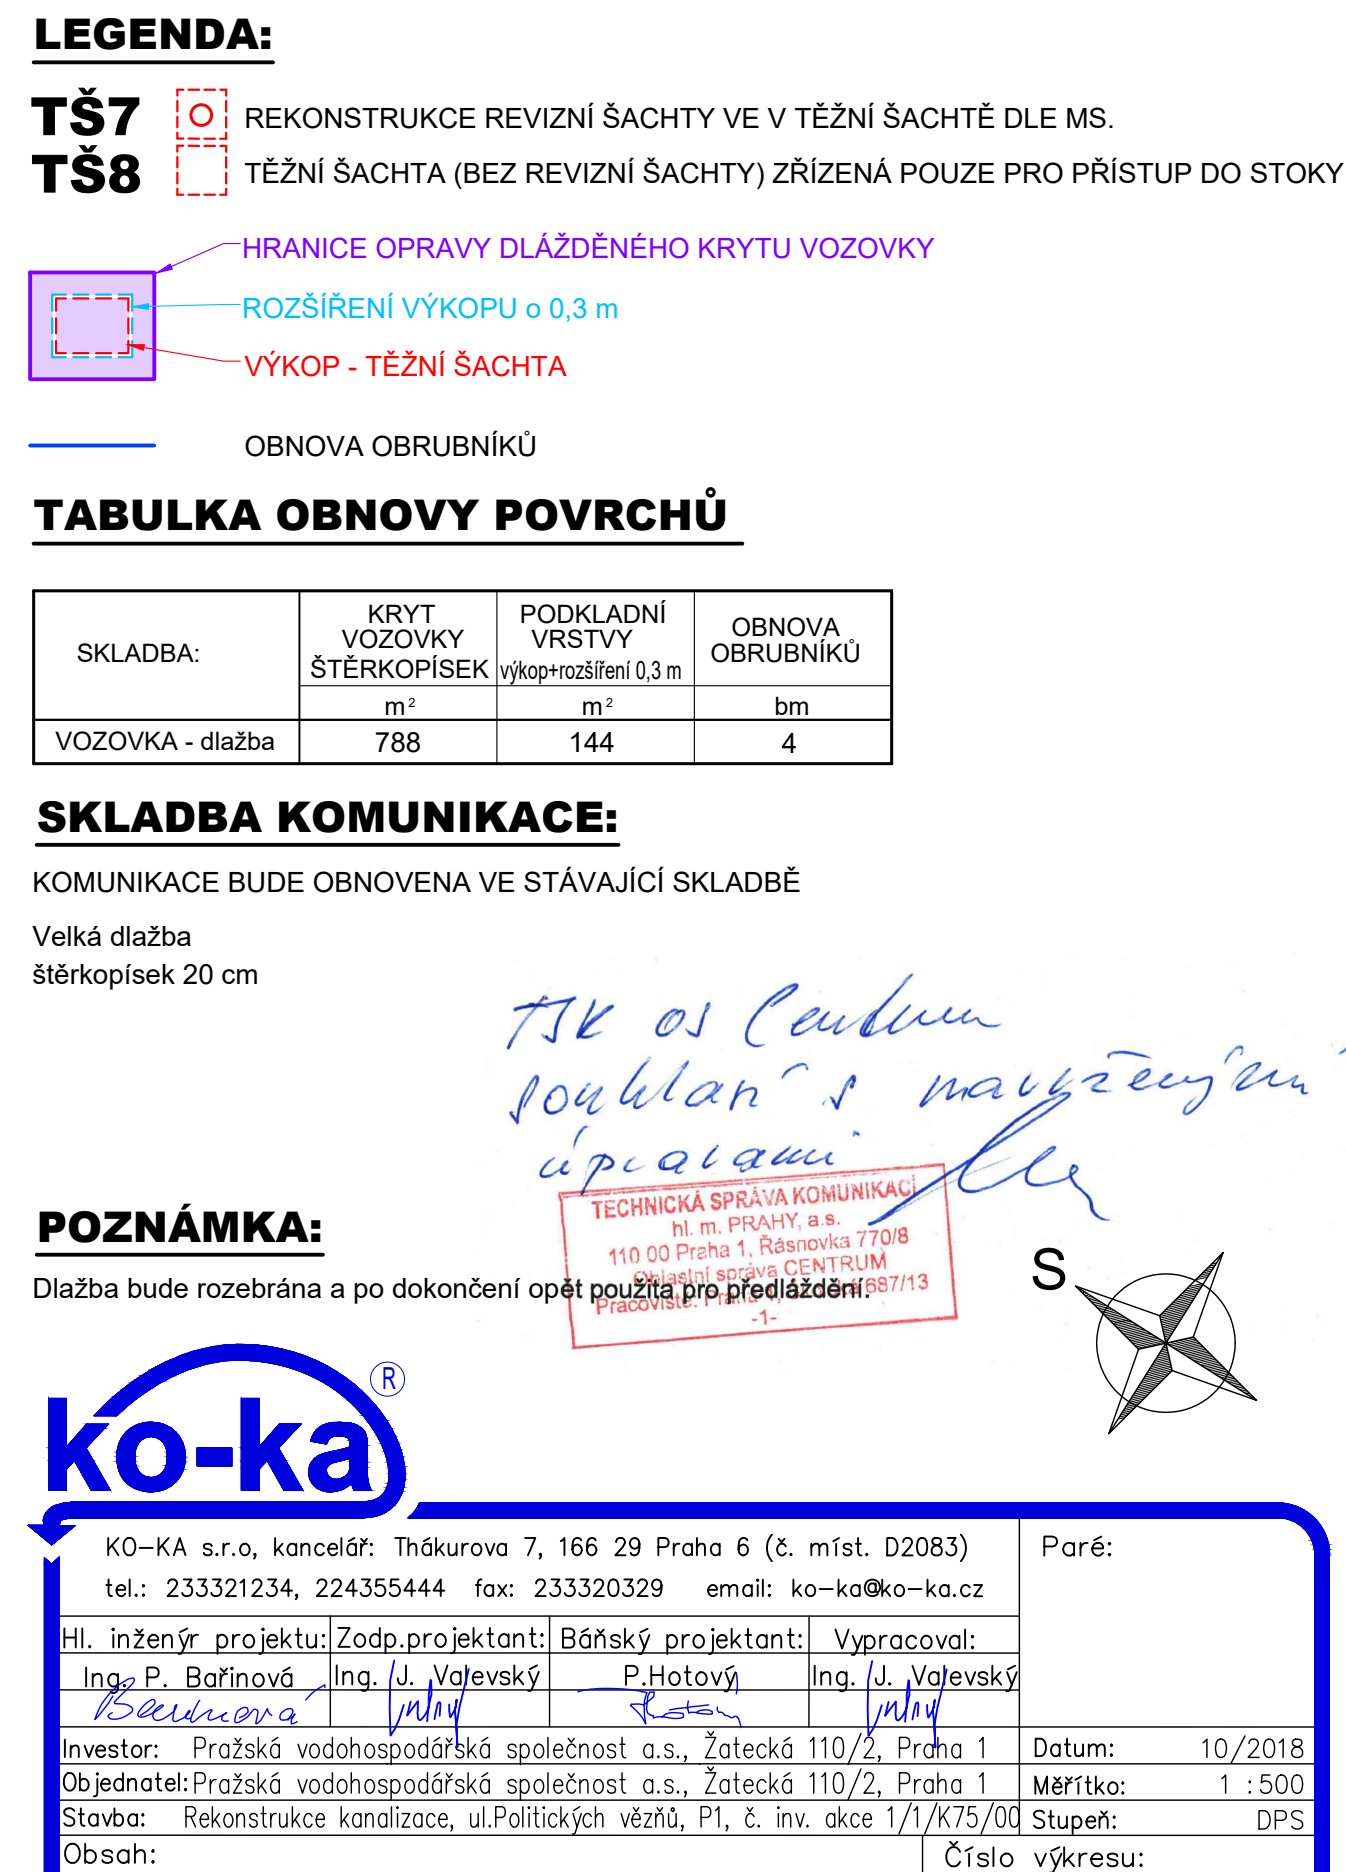 LEGENDA:
TŠ7 REKONSTRUKCE REVIZNÍ ŠACHTY VE V TĚŽNÍ ŠACHTĚ DLE MS.
TŠ8 TĚŽNÍ ŠACHTA (BEZ REVIZNÍ ŠACHTY) ZŘÍZENÁ POUZE PRO PŘÍSTUP DO STOKY
HRANICE OPRAVY DLÁŽDĚNÉHO KRYTU VOZOVKY
ROZŠÍŘENÍ VÝKOPU o 0,3 m
VÝKOP - TĚŽNÍ ŠACHTA
OBNOVA OBRUBNÍKŮ
TABULKA OBNOVY POVRCHŮ
SKLADBA:
KRYT
VOZOVKY
ŠTĚRKOPÍSEK
PODKLADNÍ
VRSTVY
výkop+rozšíření 0,3 m
OBNOVA
OBRUBNÍKŮ
m² m² bm
VOZOVKA - dlažba 788 144 4
SKLADBA KOMUNIKACE:
KOMUNIKACE BUDE OBNOVENA VE STÁVAJÍCÍ SKLADBĚ
Velká dlažba
štěrkopísek 20 cm
TSK OS Centrum
souhlasí s navrženými
úpravami
TECHNICKÁ SPRÁVA KOMUNIKACÍ
hl. m. PRAHY, a.s.
110 00 Praha 1, Řásnovka 770/8
Oblastní správa CENTRUM
Pracoviště: Praha 1, 687/13
-1-
POZNÁMKA:
Dlažba bude rozebrána a po dokončení opět použita pro předláždění.
S
ko-ka®
KO-KA s.r.o, kancelář: Thákurova 7, 166 29 Praha 6 (č. míst. D2083)
tel.: 233321234, 224355444 fax: 233320329 email: ko-ka@ko-ka.cz
Paré:
Hl. inženýr projektu: Zodp.projektant: Báňský projektant: Vypracoval:
Ing. P. Bařinová Ing. J. Valevský P.Hotový Ing. J. Valevský
Investor: Pražská vodohospodářská společnost a.s., Žatecká 110/2, Praha 1
Datum: 10/2018
Objednatel: Pražská vodohospodářská společnost a.s., Žatecká 110/2, Praha 1
Měřítko: 1 :500
Stavba: Rekonstrukce kanalizace, ul.Politických vězňů, P1, č. inv. akce 1/1/K75/00
Stupeň: DPS
Obsah:
Číslo výkresu: